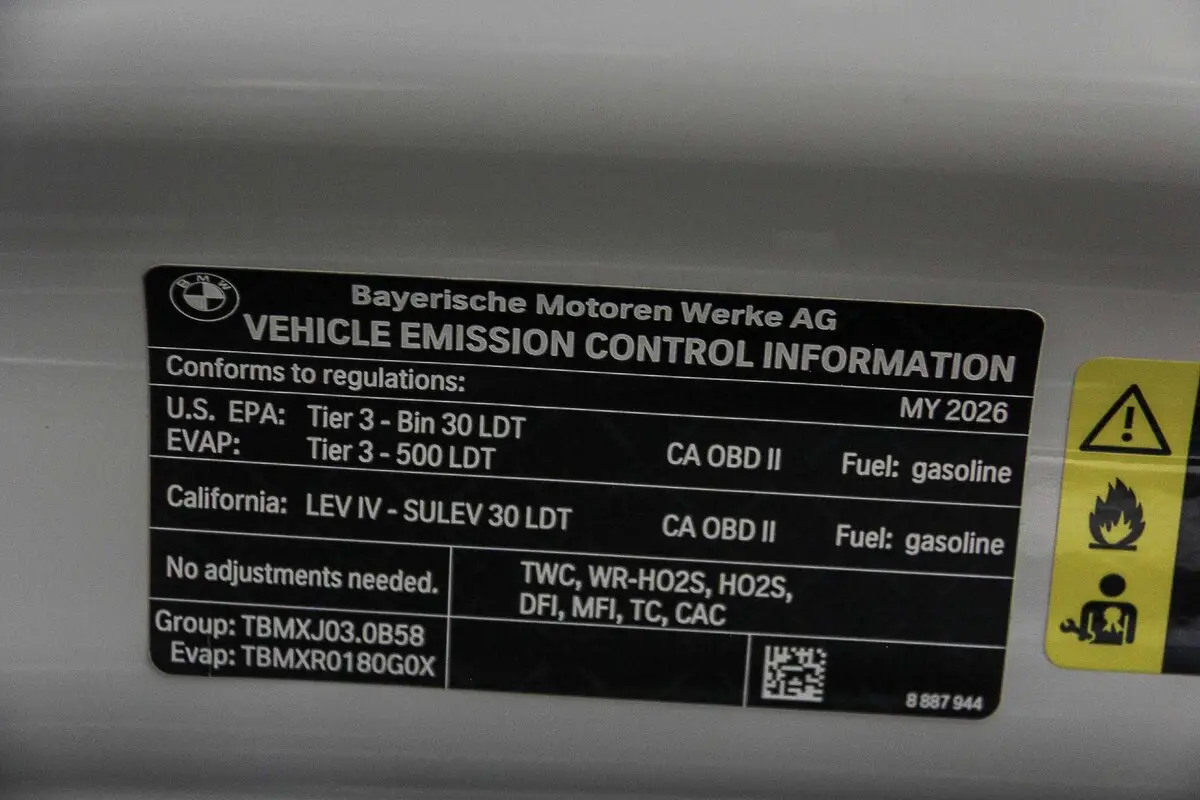 BMW
Bayerische Motoren Werke AG
VEHICLE EMISSION CONTROL INFORMATION
Conforms to regulations:
MY 2026
U.S. EPA: Tier 3 - Bin 30 LDT
EVAP: Tier 3 - 500 LDT CA OBD II Fuel: gasoline
California: LEV IV - SULEV 30 LDT CA OBD II Fuel: gasoline
No adjustments needed.
TWC, WR-HO2S, HO2S,
DFI, MFI, TC, CAC
Group: TBMXJ03.0B58
Evap: TBMXR0180G0X
8 887 944